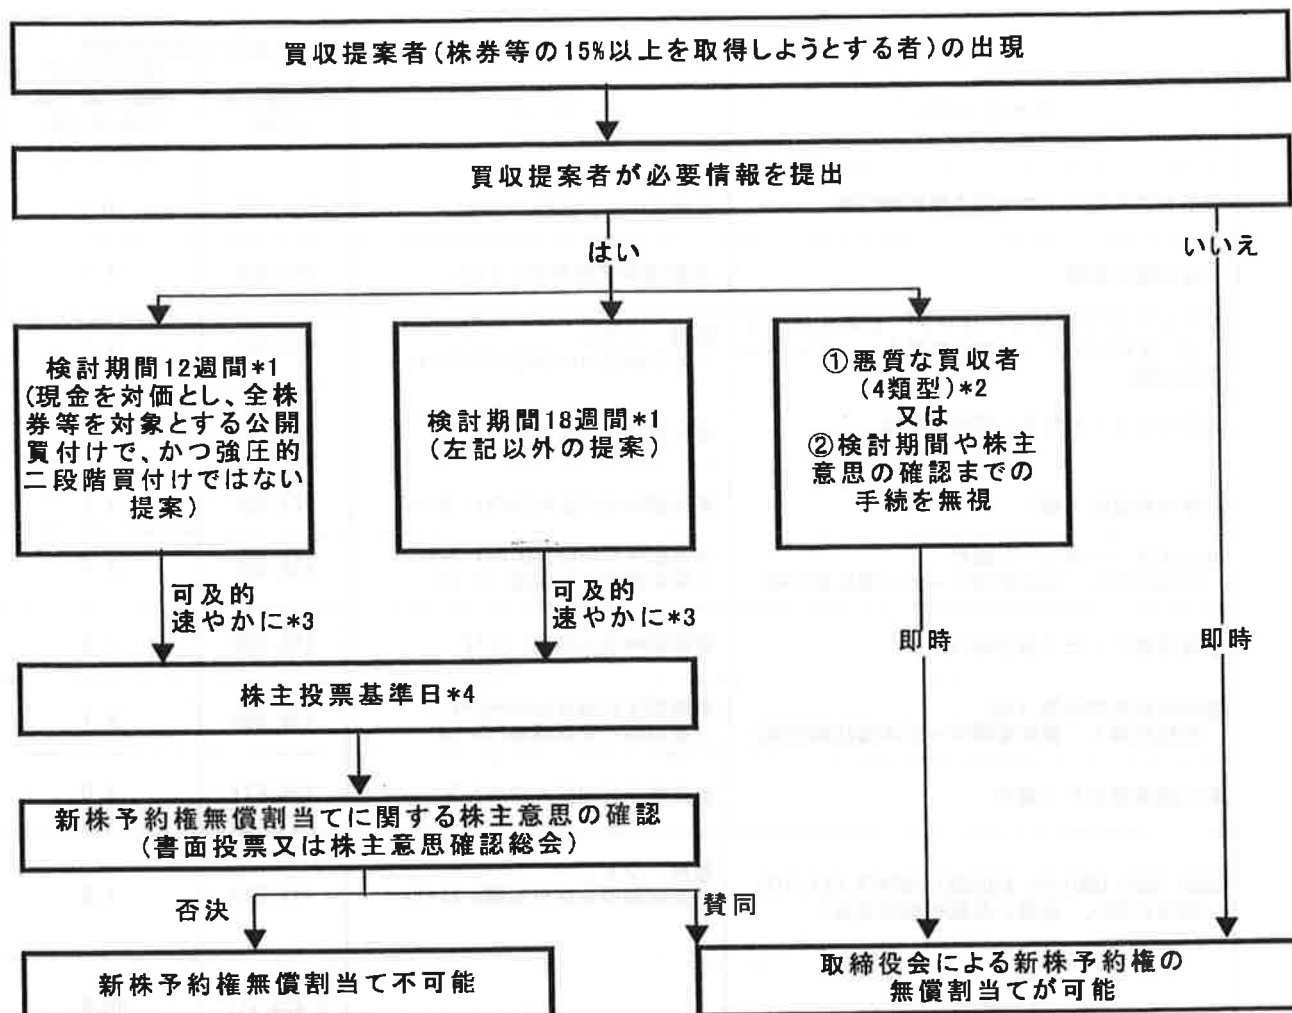 買収提案者(株券等の15%以上を取得しようとする者)の出現
買収提案者が必要情報を提出
はい
いいえ
検討期間12週間*1
(現金を対価とし、全株
券等を対象とする公開
買付けで、かつ強圧的
二段階買付けではない
提案)
検討期間18週間*1
(左記以外の提案)
①悪質な買収者
(4類型)*2
又は
②検討期間や株主
意思の確認までの
手続を無視
可及的
速やかに*3
可及的
速やかに*3
即時
即時
株主投票基準日*4
新株予約権無償割当てに関する株主意思の確認
(書面投票又は株主意思確認総会)
否決
賛同
新株予約権無償割当て不可能
取締役会による新株予約権の
無償割当てが可能